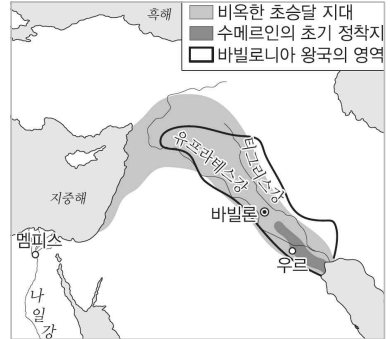 흑해
비옥한 초승달 지대
수메르인의 초기 정착지
바빌로니아 왕국의 영역
유프라테스강
티그리스강
지중해
바빌론
멤피스
우르
나일강